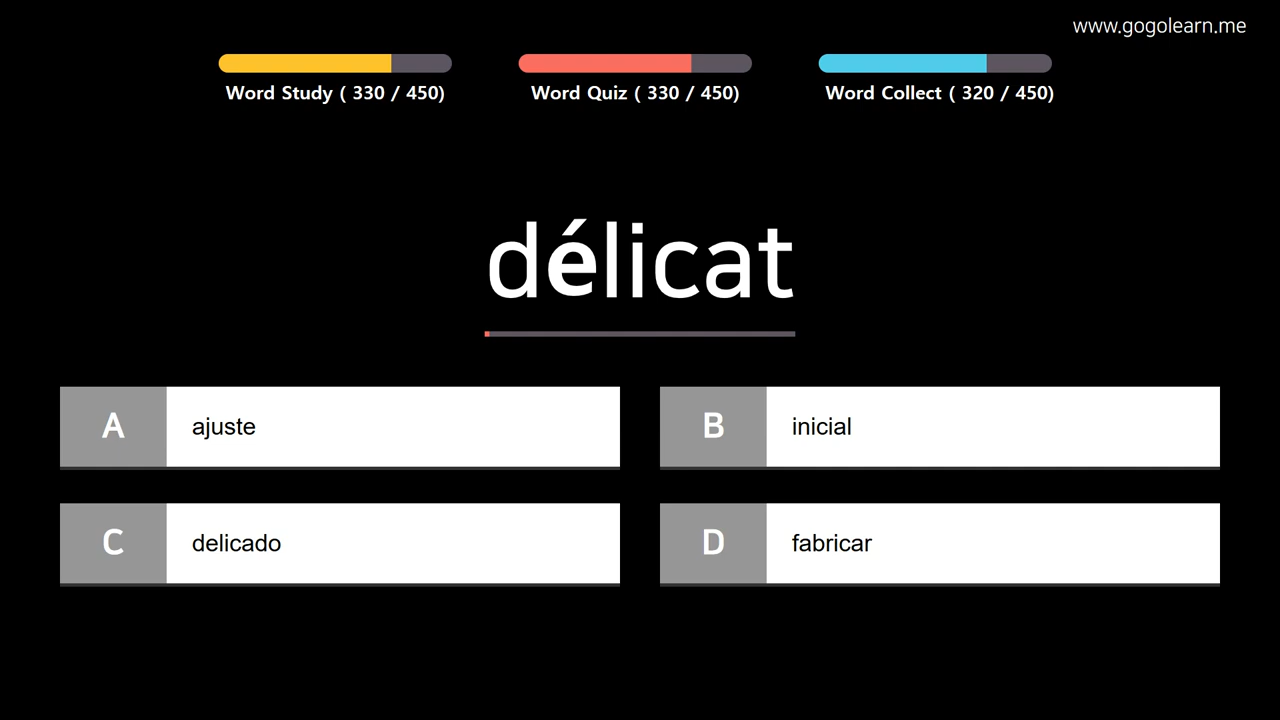 www.gogolearn.me
Word Study ( 330 / 450)
Word Quiz ( 330 / 450)
Word Collect ( 320 / 450)
délicat
A
ajuste
B
inicial
C
delicado
D
fabricar